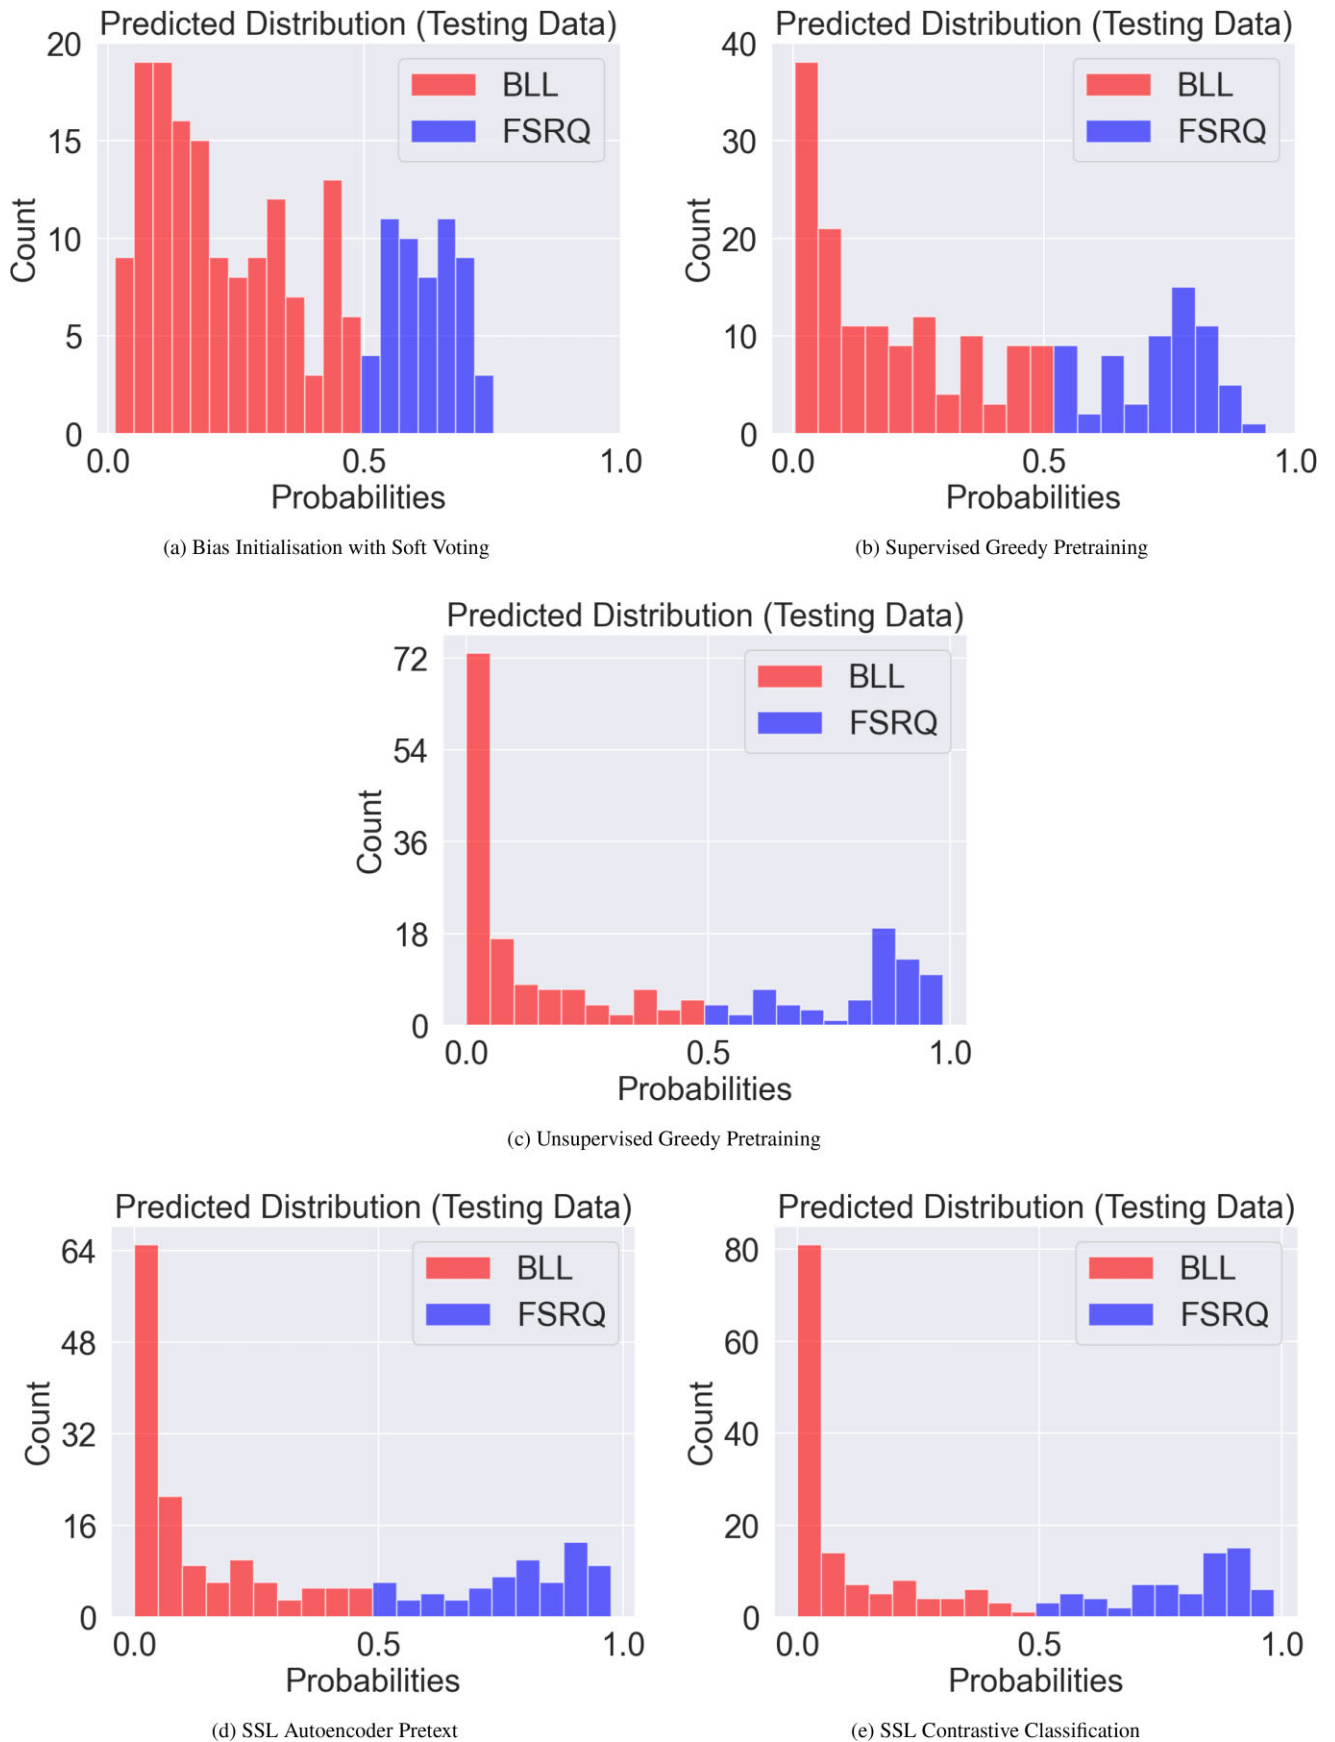 Predicted Distribution (Testing Data)
20
15
10
5
0
Count
BLL
FSRQ
0.0 0.5 1.0
Probabilities
(a) Bias Initialisation with Soft Voting
Predicted Distribution (Testing Data)
40
30
20
10
0
Count
BLL
FSRQ
0.0 0.5 1.0
Probabilities
(b) Supervised Greedy Pretraining
Predicted Distribution (Testing Data)
72
54
36
18
0
Count
BLL
FSRQ
0.0 0.5 1.0
Probabilities
(c) Unsupervised Greedy Pretraining
Predicted Distribution (Testing Data)
64
48
32
16
0
Count
BLL
FSRQ
0.0 0.5 1.0
Probabilities
(d) SSL Autoencoder Pretext
Predicted Distribution (Testing Data)
80
60
40
20
0
Count
BLL
FSRQ
0.0 0.5 1.0
Probabilities
(e) SSL Contrastive Classification